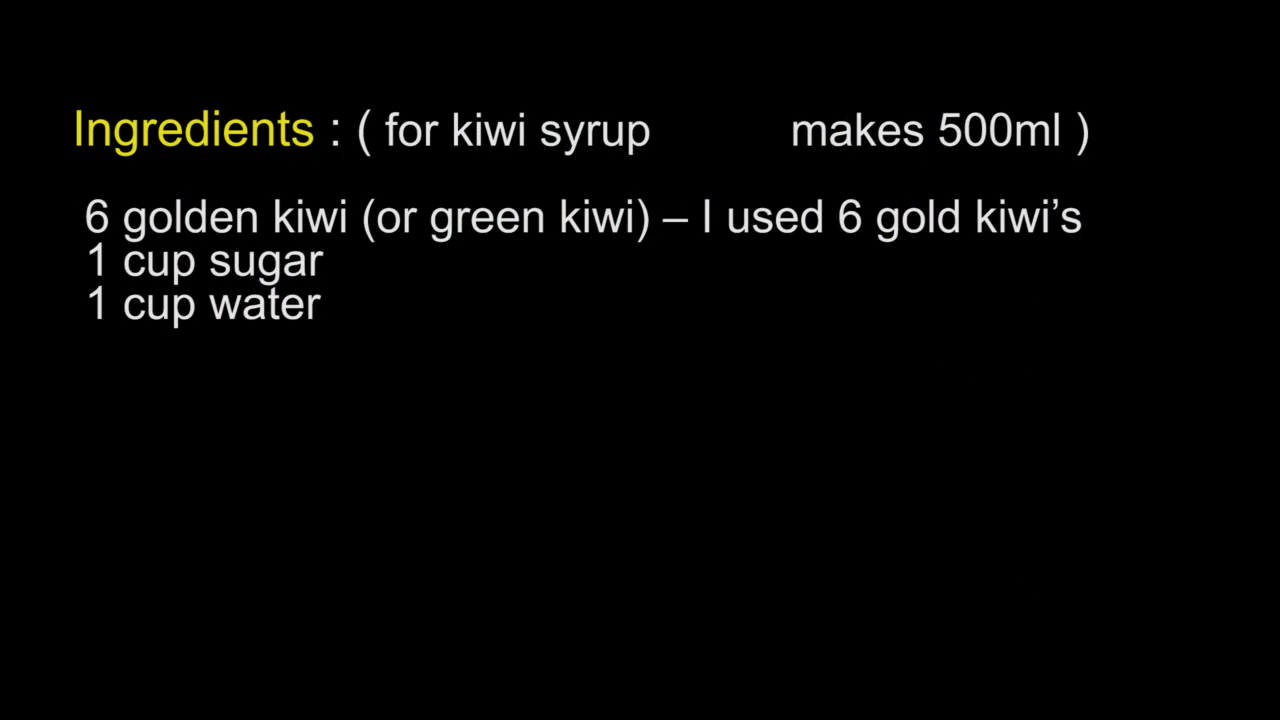 Ingredients : ( for kiwi syrup makes 500ml )
6 golden kiwi (or green kiwi) – I used 6 gold kiwi’s
1 cup sugar
1 cup water